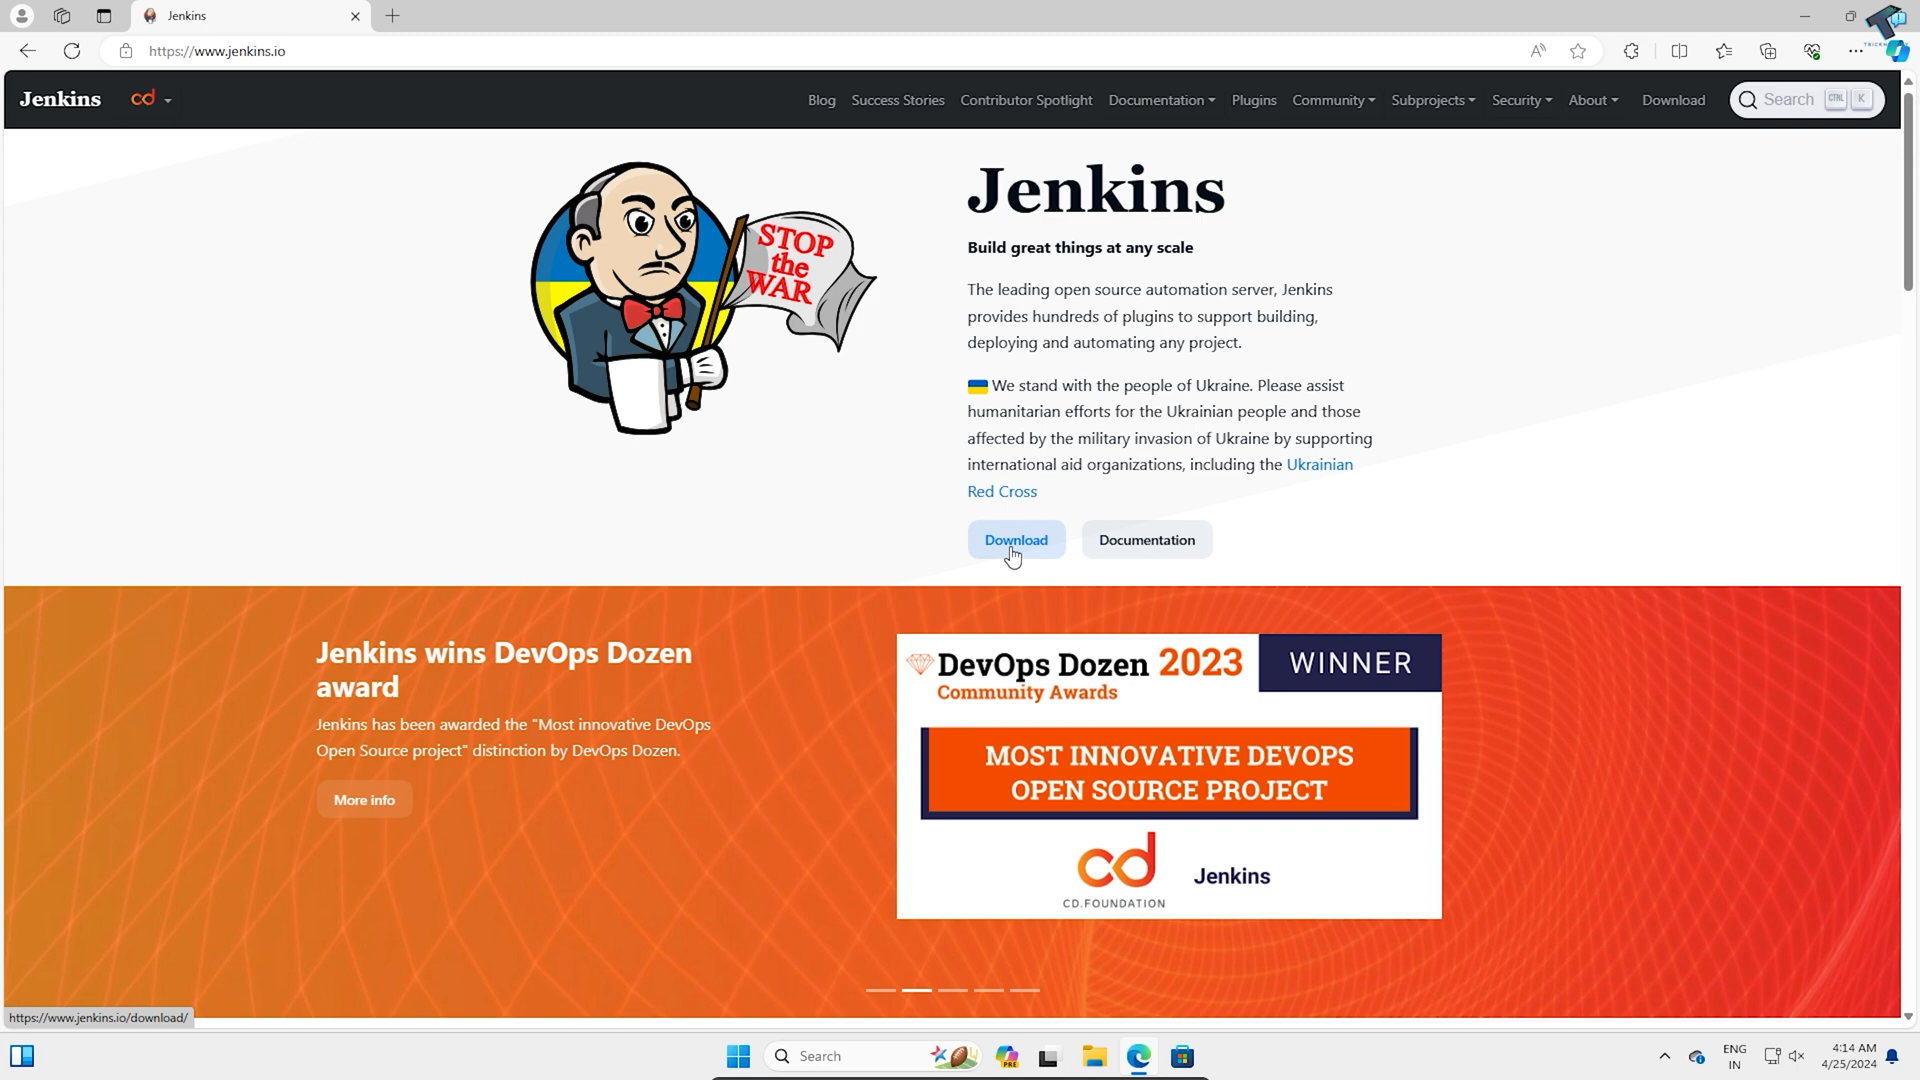 Jenkins
https://www.jenkins.io
Jenkins
cd
Blog
Success Stories
Contributor Spotlight
Documentation
Plugins
Community
Subprojects
Security
About
Download
Search
CTRL
K
STOP
the
WAR
Jenkins
Build great things at any scale
The leading open source automation server, Jenkins
provides hundreds of plugins to support building,
deploying and automating any project.
We stand with the people of Ukraine. Please assist
humanitarian efforts for the Ukrainian people and those
affected by the military invasion of Ukraine by supporting
international aid organizations, including the Ukrainian
Red Cross
Download
Documentation
Jenkins wins DevOps Dozen
award
Jenkins has been awarded the "Most innovative DevOps
Open Source project" distinction by DevOps Dozen.
More info
DevOps Dozen 2023
Community Awards
WINNER
MOST INNOVATIVE DEVOPS
OPEN SOURCE PROJECT
cd
CD.FOUNDATION
Jenkins
https://www.jenkins.io/download/
Search
PRE
ENG
IN
4:14 AM
4/25/2024